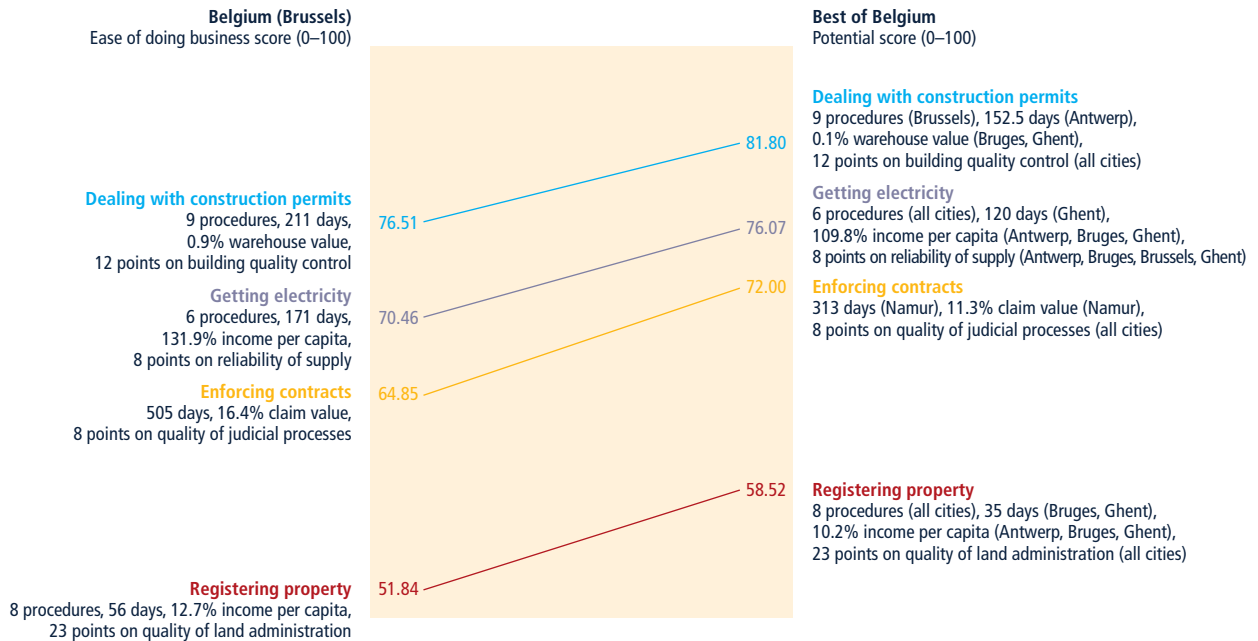 Belgium (Brussels)
Ease of doing business score (0–100)
Dealing with construction permits
9 procedures, 211 days,
0.9% warehouse value,
12 points on building quality control
76.51
Getting electricity
6 procedures, 171 days,
131.9% income per capita,
8 points on reliability of supply
70.46
Enforcing contracts
505 days, 16.4% claim value,
8 points on quality of judicial processes
64.85
Registering property
8 procedures, 56 days, 12.7% income per capita,
23 points on quality of land administration
51.84
Best of Belgium
Potential score (0–100)
81.80
Dealing with construction permits
9 procedures (Brussels), 152.5 days (Antwerp),
0.1% warehouse value (Bruges, Ghent),
12 points on building quality control (all cities)
76.07
Getting electricity
6 procedures (all cities), 120 days (Ghent),
109.8% income per capita (Antwerp, Bruges, Ghent),
8 points on reliability of supply (Antwerp, Bruges, Brussels, Ghent)
72.00
Enforcing contracts
313 days (Namur), 11.3% claim value (Namur),
8 points on quality of judicial processes (all cities)
58.52
Registering property
8 procedures (all cities), 35 days (Bruges, Ghent),
10.2% income per capita (Antwerp, Bruges, Ghent),
23 points on quality of land administration (all cities)